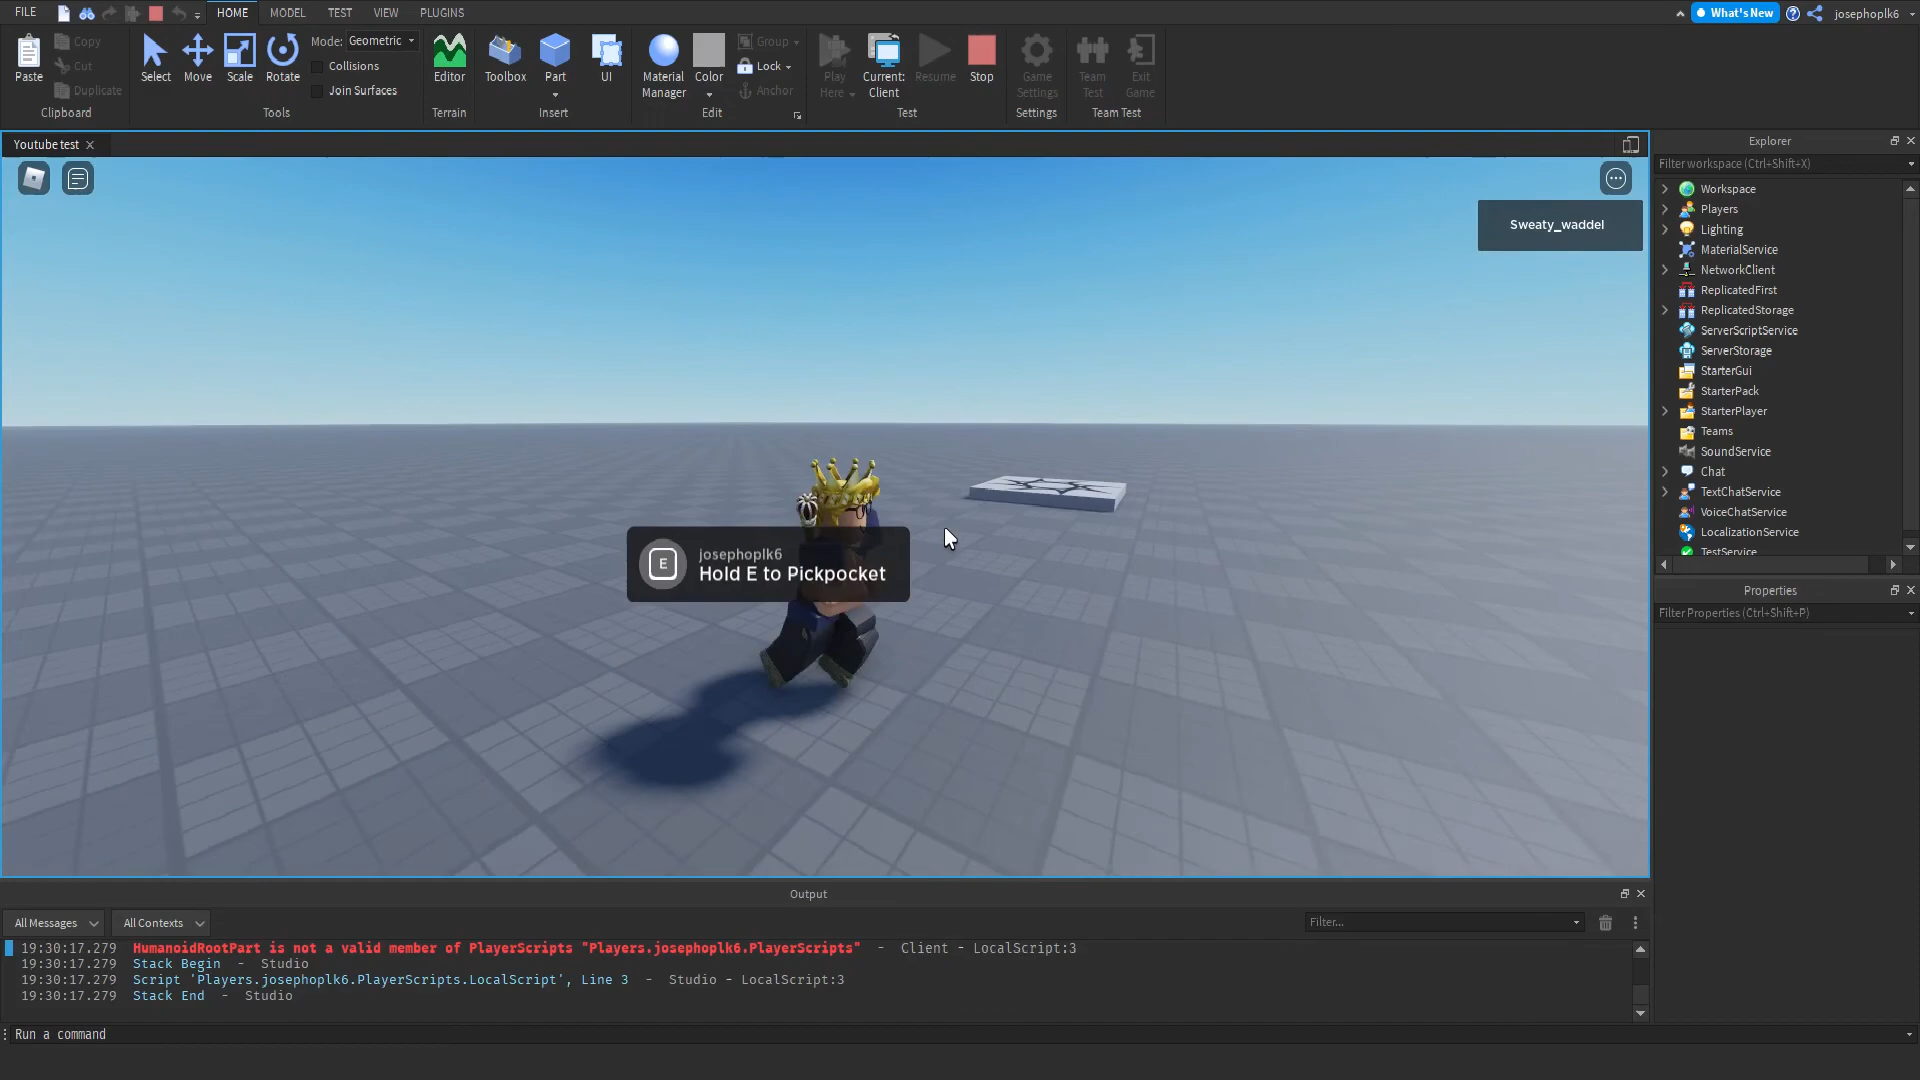 FILE HOME MODEL TEST VIEW PLUGINS What's New josephoplk6
Paste Copy Cut Duplicate Clipboard
Select Move Scale Rotate Mode: Geometric Collisions Join Surfaces Tools
Editor Terrain
Toolbox Part UI Insert
Material Manager Color Group Lock Anchor Edit
Play Here Current: Client Resume Stop Test
Game Settings Settings
Team Test Exit Game Team Test
Youtube test
Sweaty_waddel
E
josephoplk6
Hold E to Pickpocket
Explorer
Filter workspace (Ctrl+Shift+X)
Workspace
Players
Lighting
MaterialService
NetworkClient
ReplicatedFirst
ReplicatedStorage
ServerScriptService
ServerStorage
StarterGui
StarterPack
StarterPlayer
Teams
SoundService
Chat
TextChatService
VoiceChatService
LocalizationService
TestService
Properties
Filter Properties (Ctrl+Shift+P)
Output
All Messages All Contexts Filter...
19:30:17.279 HumanoidRootPart is not a valid member of PlayerScripts "Players.josephoplk6.PlayerScripts" - Client - LocalScript:3
19:30:17.279 Stack Begin - Studio
19:30:17.279 Script 'Players.josephoplk6.PlayerScripts.LocalScript', Line 3 - Studio - LocalScript:3
19:30:17.279 Stack End - Studio
Run a command